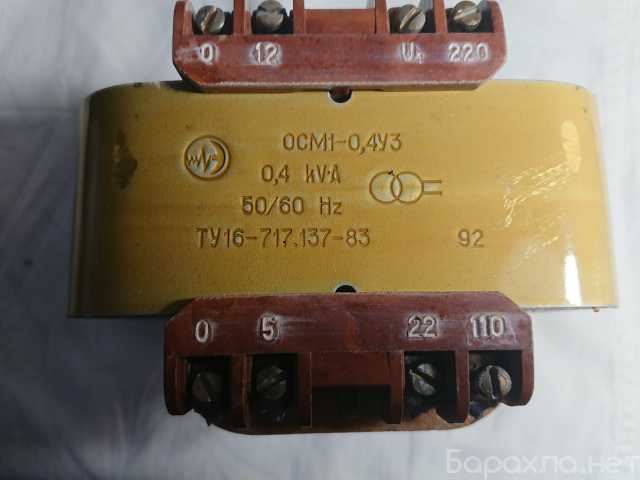 0 12 U₁ 220
ОСМ1-0,4У3
0,4 kV·A
50/60 Hz
ТУ16-717.137-83 92
0 5 22 110
Барахла.нет